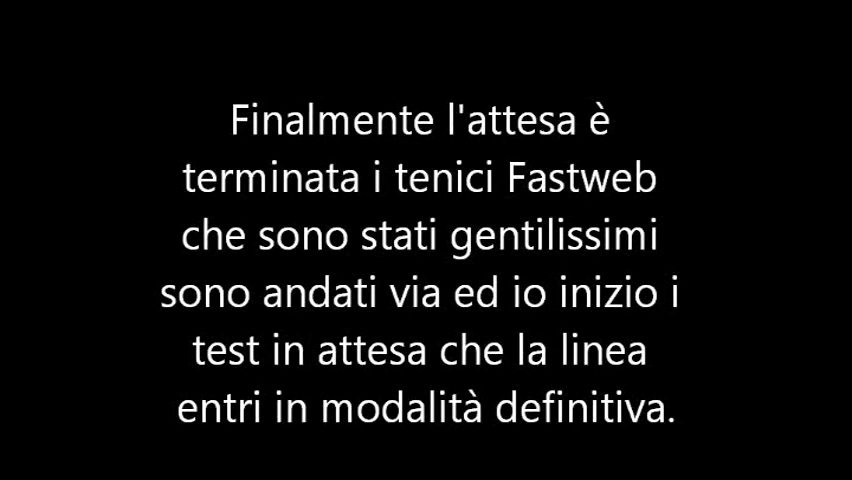 Finalmente l'attesa è
terminata i tenici Fastweb
che sono stati gentilissimi
sono andati via ed io inizio i
test in attesa che la linea
entri in modalità definitiva.